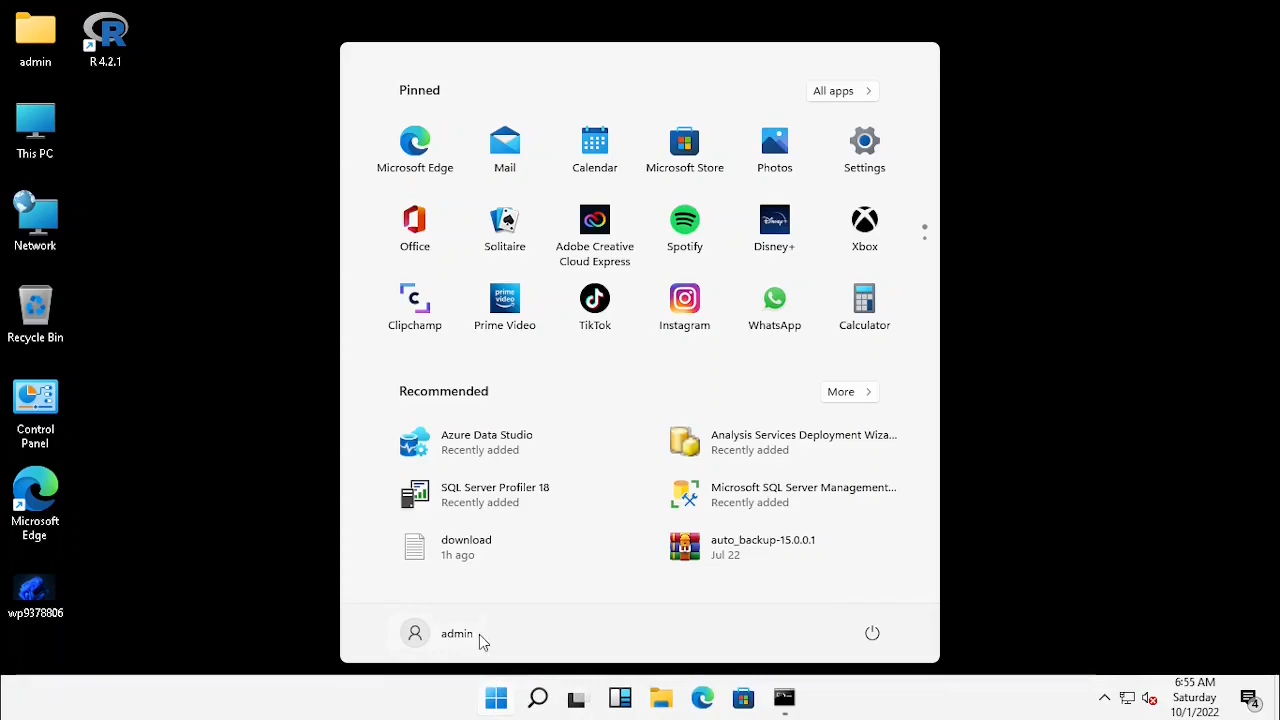 admin
R 4.2.1
This PC
Network
Recycle Bin
Control
Panel
Microsoft
Edge
wp9378806
Pinned
All apps
Microsoft Edge
Mail
Calendar
Microsoft Store
Photos
Settings
Office
Solitaire
Adobe Creative
Cloud Express
Spotify
Disney+
Xbox
Clipchamp
Prime Video
TikTok
Instagram
WhatsApp
Calculator
Recommended
More
Azure Data Studio
Recently added
Analysis Services Deployment Wiza...
Recently added
SQL Server Profiler 18
Recently added
Microsoft SQL Server Management...
Recently added
download
1h ago
auto_backup-15.0.0.1
Jul 22
admin
6:55 AM
Saturday
10/1/2022
4